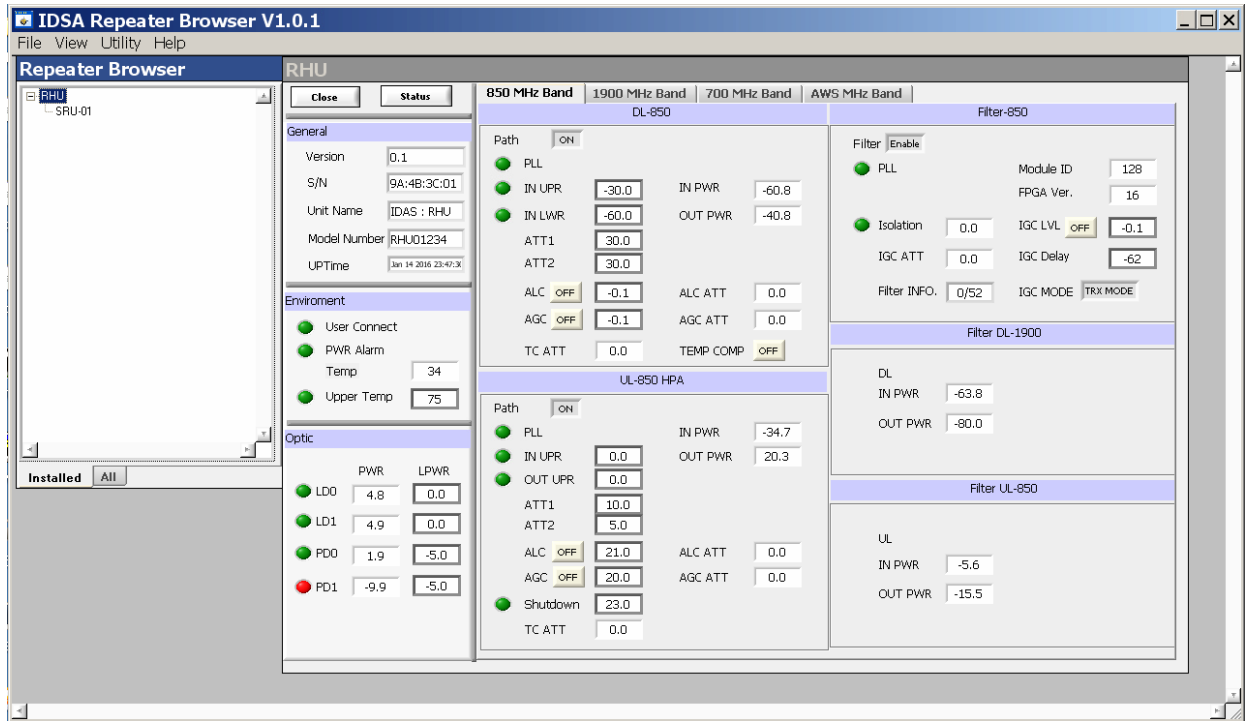 IDSA Repeater Browser V1.0.1
File View Utility Help
Repeater Browser
RHU
SRU-01
Installed All
RHU
Close Status
General
Version 0.1
S/N 9A:4B:3C:01
Unit Name IDAS : RHU
Model Number RHU01234
UPTime Jan 14 2016 23:47:3
Enviroment
User Connect
PWR Alarm
Temp 34
Upper Temp 75
Optic
PWR LPWR
LD0 4.8 0.0
LD1 4.9 0.0
PD0 1.9 -5.0
PD1 -9.9 -5.0
850 MHz Band 1900 MHz Band 700 MHz Band AWS MHz Band
DL-850
Path ON
PLL
IN UPR -30.0 IN PWR -60.8
IN LWR -60.0 OUT PWR -40.8
ATT1 30.0
ATT2 30.0
ALC OFF -0.1 ALC ATT 0.0
AGC OFF -0.1 AGC ATT 0.0
TC ATT 0.0 TEMP COMP OFF
UL-850 HPA
Path ON
PLL IN PWR -34.7
IN UPR 0.0 OUT PWR 20.3
OUT UPR 0.0
ATT1 10.0
ATT2 5.0
ALC OFF 21.0 ALC ATT 0.0
AGC OFF 20.0 AGC ATT 0.0
Shutdown 23.0
TC ATT 0.0
Filter-850
Filter Enable
PLL Module ID 128
FPGA Ver. 16
Isolation 0.0 IGC LVL OFF -0.1
IGC ATT 0.0 IGC Delay -62
Filter INFO. 0/52 IGC MODE TRX MODE
Filter DL-1900
DL
IN PWR -63.8
OUT PWR -80.0
Filter UL-850
UL
IN PWR -5.6
OUT PWR -15.5